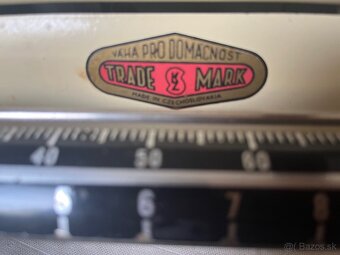 VÁHA PRO DOMÁCNOST
TRADE MARK
MADE IN CZECHOSLOVAKIA
40 50 60
5 6 7 8
bazos.sk